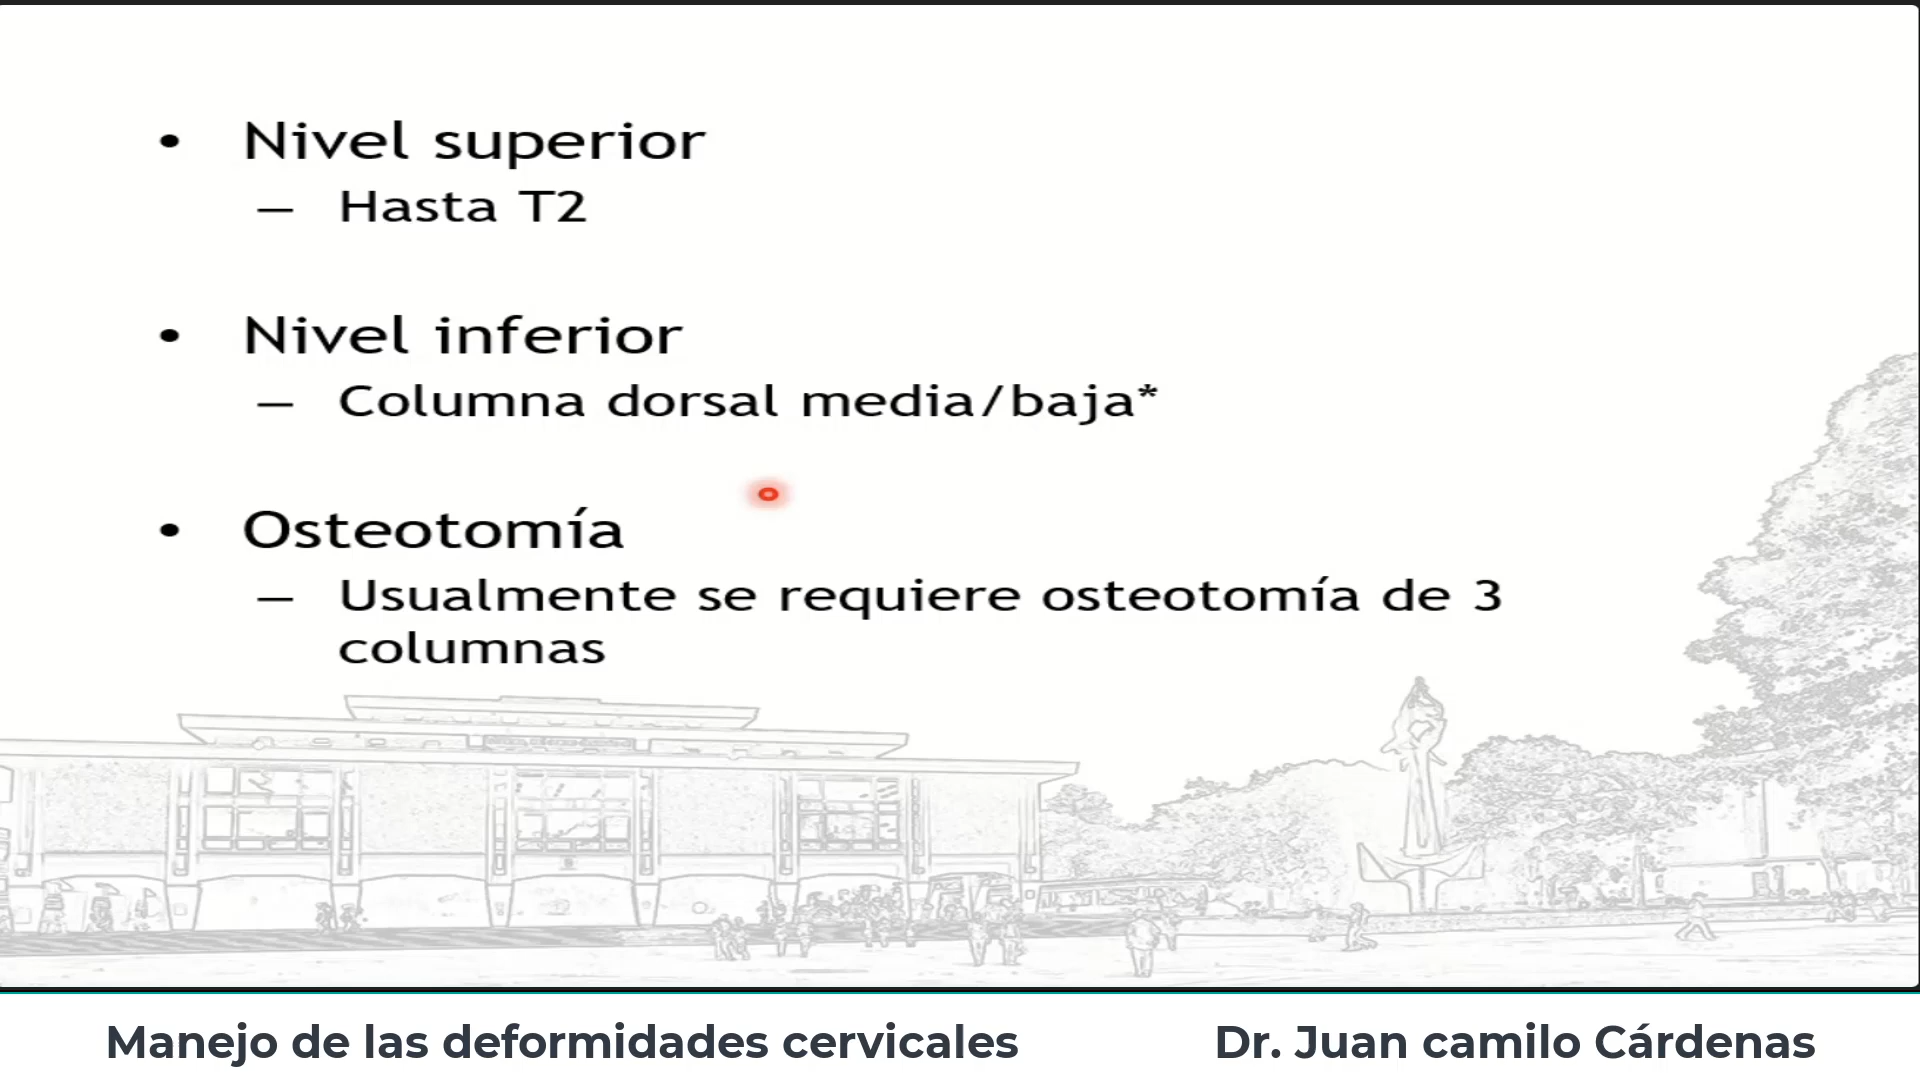 • Nivel superior
– Hasta T2
• Nivel inferior
– Columna dorsal media/baja*
• Osteotomía
– Usualmente se requiere osteotomía de 3
columnas
Manejo de las deformidades cervicales
Dr. Juan camilo Cárdenas